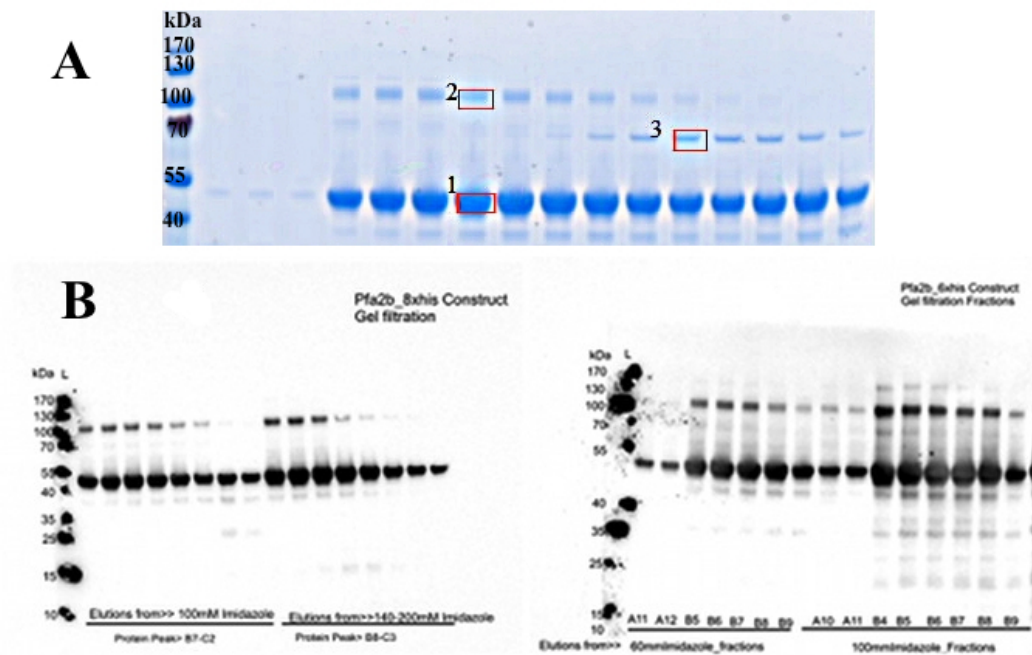 A
kDa
170
130
100
70
55
40
2
3
1
B
Pfa2b_8xhis Construct
Gel filtration
kDa L
170
130
100
70
55
40
35
25
15
10
Elutions from>> 100mM Imidazole
Elutions from>>140-200mM Imidazole
Protein Peak> B7-C2
Protein Peak> B8-C3
Pfa2b_6xhis Construct
Gel filtration Fractions
kDa L
170
130
100
70
55
40
35
25
15
10
A11 A12 B5 B6 B7 B8 B9 A10 A11 B4 B5 B6 B7 B8 B9
Elutions from>> 60mmImidazole_fractions
100mmImidazole_Fractions